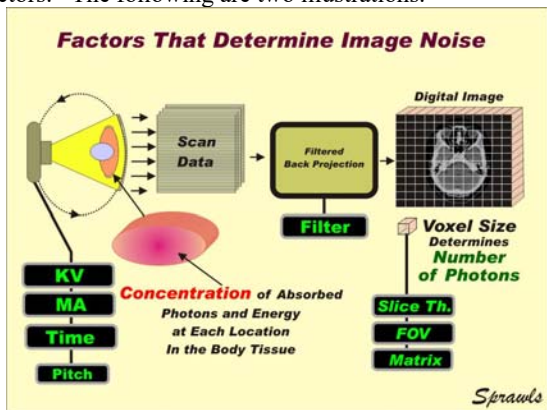 ctors. The following are two illustrations.
Factors That Determine Image Noise
Digital Image
Scan
Data
Filtered
Back Projection
Filter
Voxel Size
Determines
Number
of Photons
KV
MA
Time
Pitch
Concentration of Absorbed
Photons and Energy
at Each Location
In the Body Tissue
Slice Th.
FOV
Matrix
Sprawls